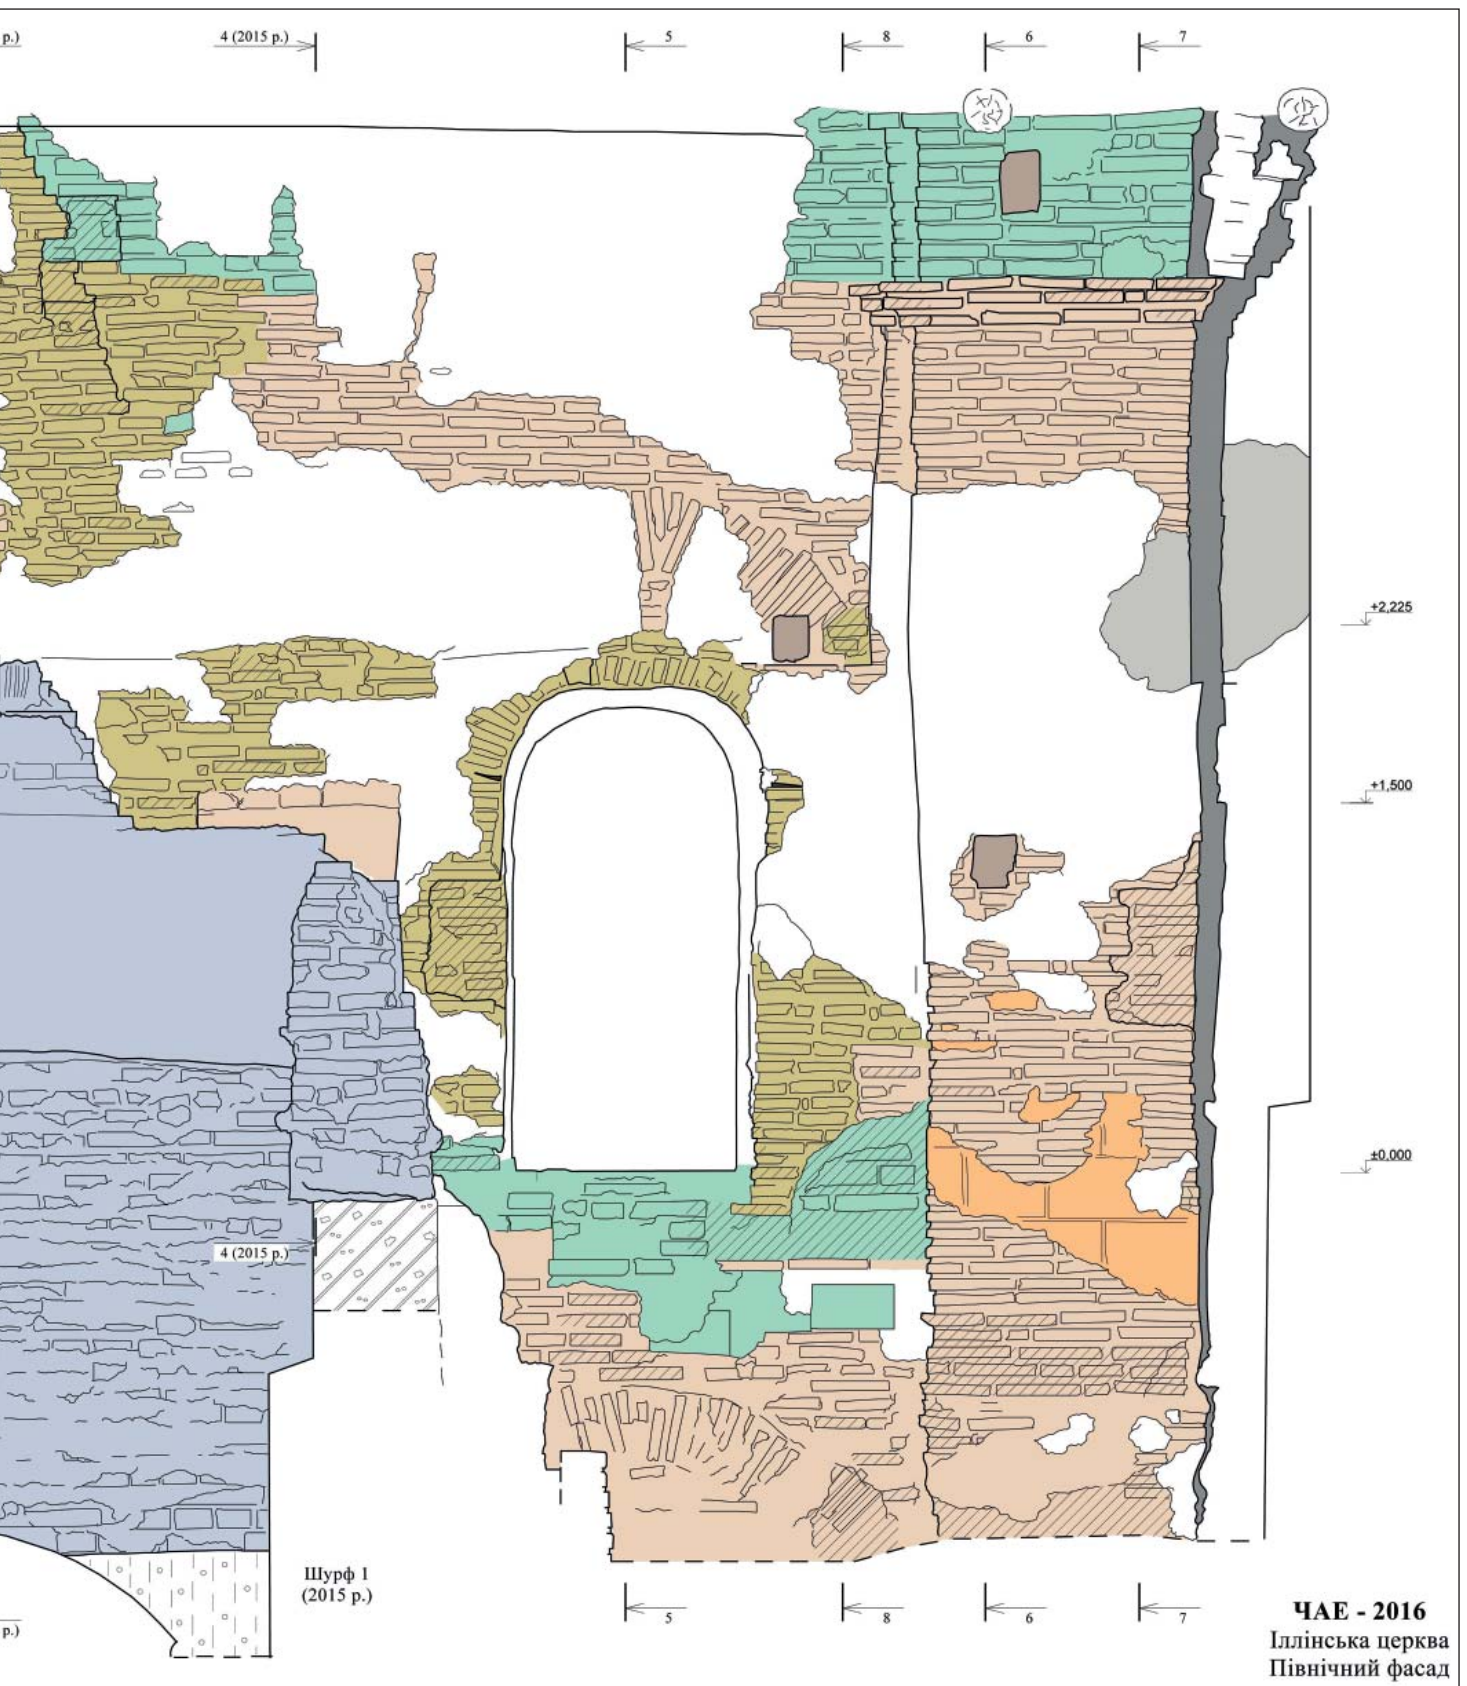 р.)
4 (2015 р.)
5
8
6
7
+2,225
+1,500
±0.000
4 (2015 р.)
Шурф 1
(2015 р.)
р.)
5
8
6
7
ЧАЕ - 2016
Іллінська церква
Північний фасад